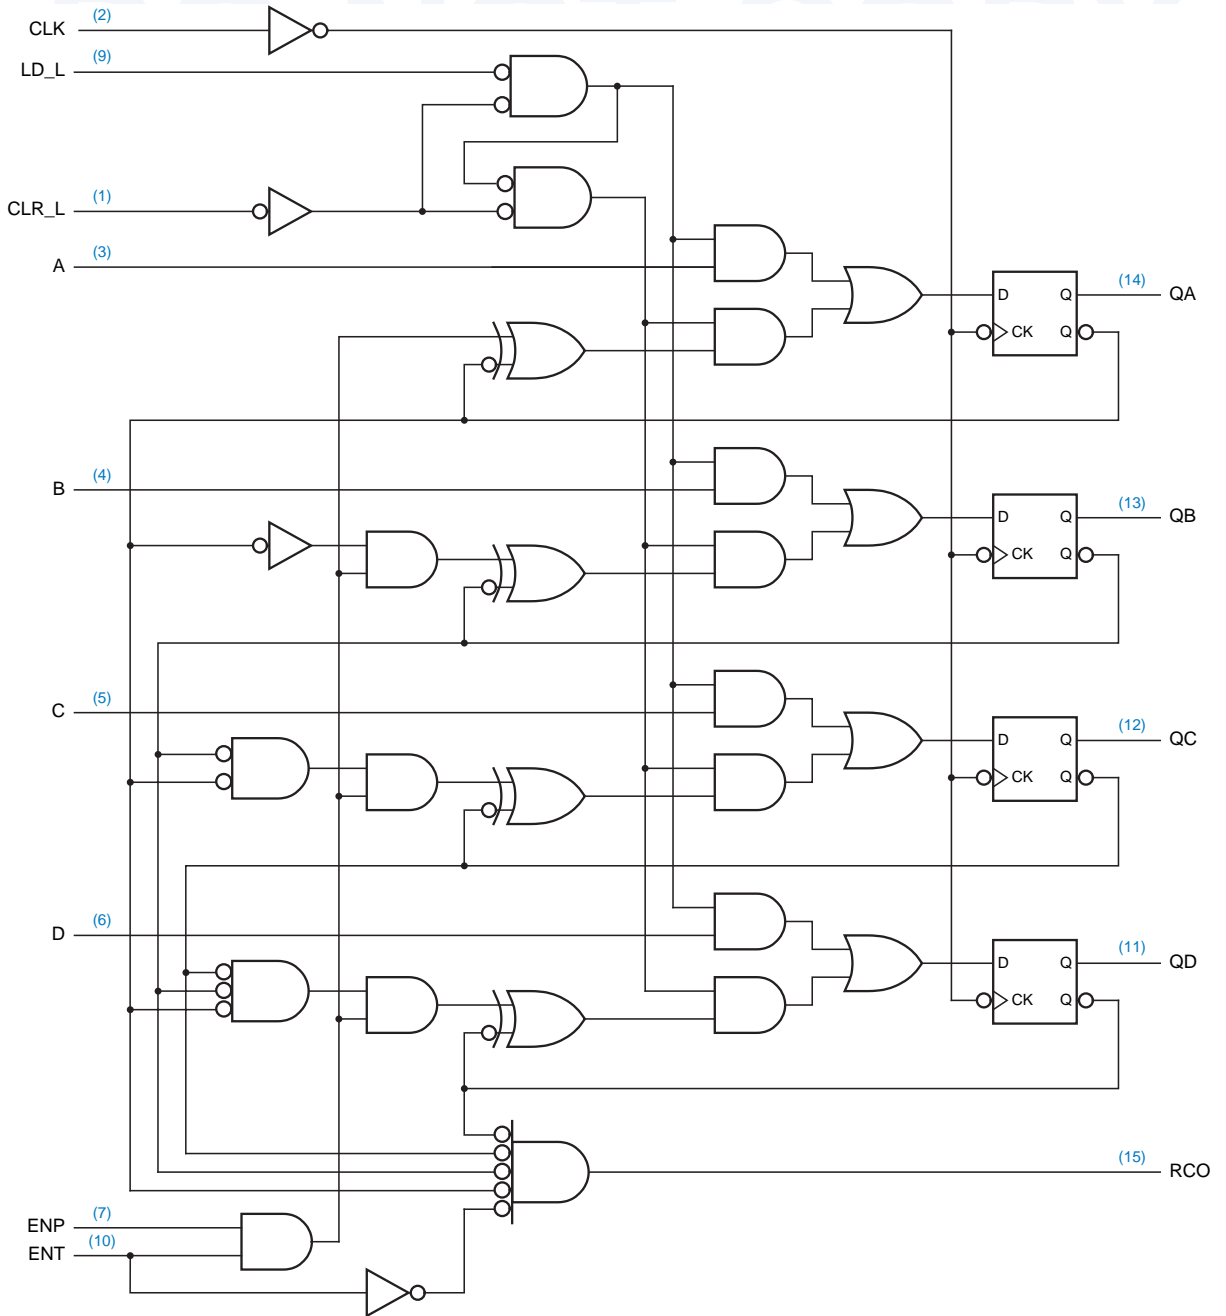 CLK (2)
LD_L (9)
CLR_L (1)
A (3)
D Q (14) QA
CK Q
B (4)
D Q (13) QB
CK Q
C (5)
D Q (12) QC
CK Q
D (6)
D Q (11) QD
CK Q
(15) RCO
ENP (7)
ENT (10)